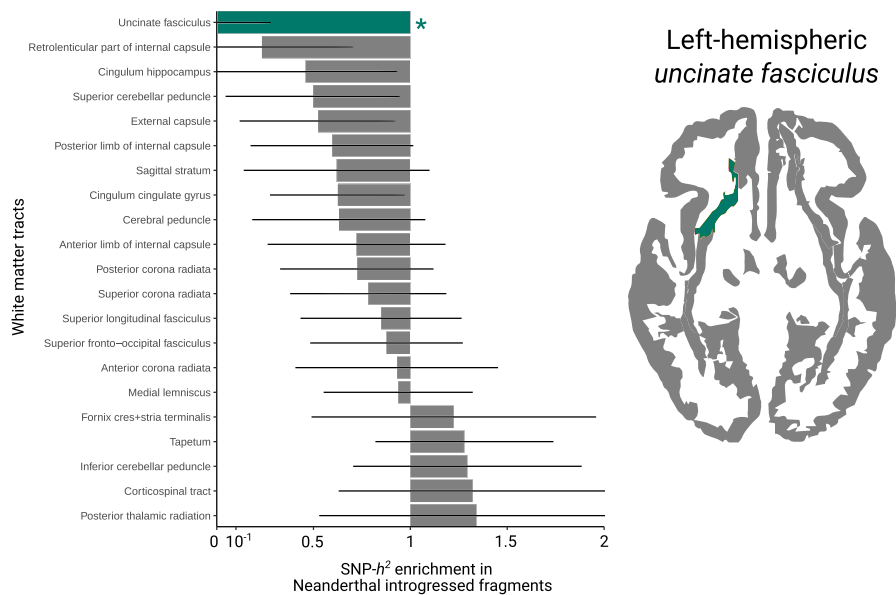 Left-hemispheric
uncinate fasciculus
White matter tracts
Uncinate fasciculus
*
Retrolenticular part of internal capsule
Cingulum hippocampus
Superior cerebellar peduncle
External capsule
Posterior limb of internal capsule
Sagittal stratum
Cingulum cingulate gyrus
Cerebral peduncle
Anterior limb of internal capsule
Posterior corona radiata
Superior corona radiata
Superior longitudinal fasciculus
Superior fronto−occipital fasciculus
Anterior corona radiata
Medial lemniscus
Fornix cres+stria terminalis
Tapetum
Inferior cerebellar peduncle
Corticospinal tract
Posterior thalamic radiation
0 10⁻¹ 0.5 1 1.5 2
SNP-h² enrichment in
Neanderthal introgressed fragments